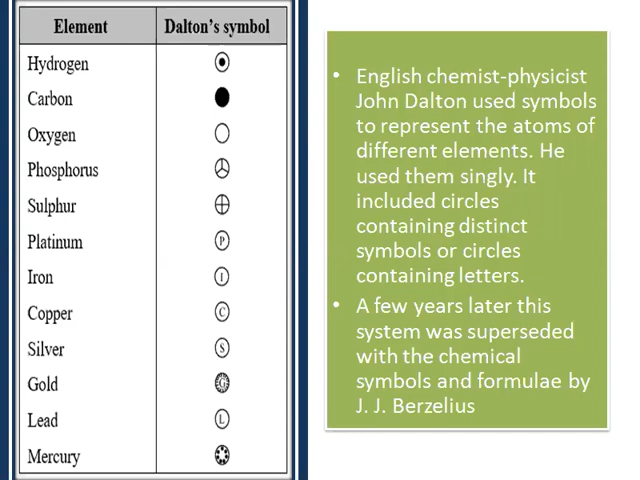 Element Dalton's symbol
Hydrogen
Carbon
Oxygen
Phosphorus
Sulphur
Platinum P
Iron I
Copper C
Silver S
Gold G
Lead L
Mercury
• English chemist-physicist
John Dalton used symbols
to represent the atoms of
different elements. He
used them singly. It
included circles
containing distinct
symbols or circles
containing letters.
• A few years later this
system was superseded
with the chemical
symbols and formulae by
J. J. Berzelius